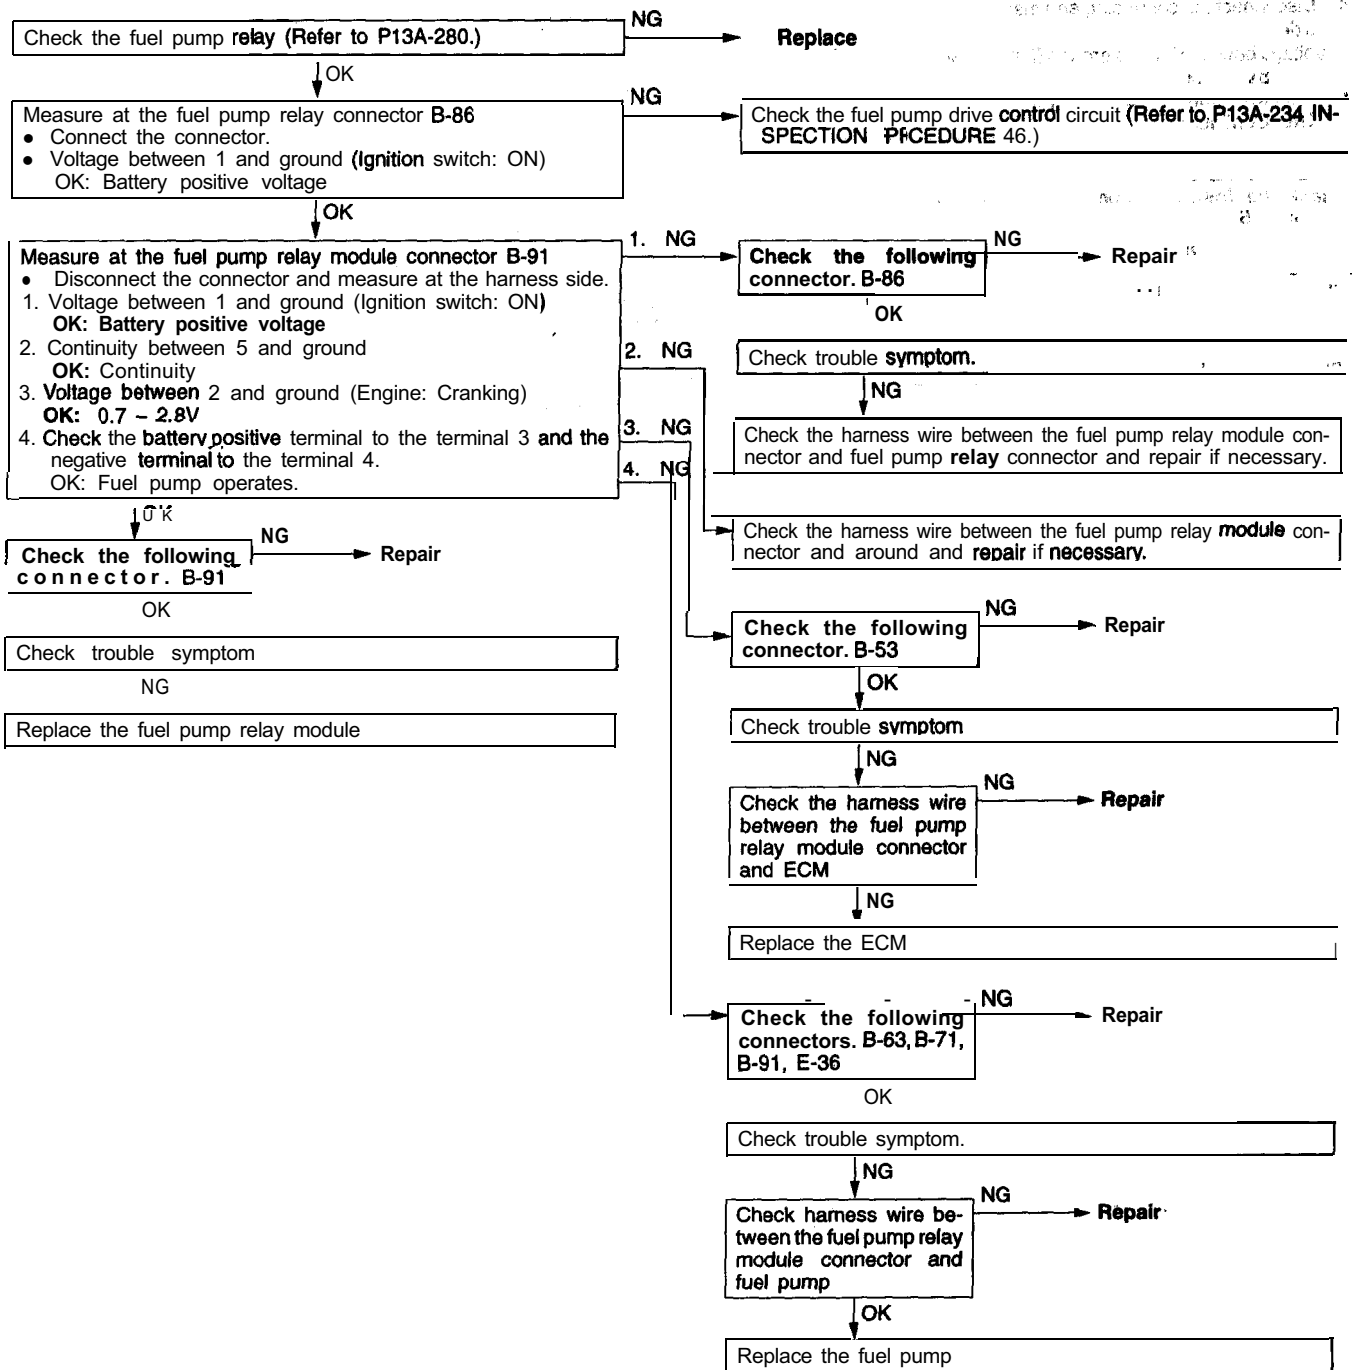 Check the fuel pump relay (Refer to P13A-280.)
NG
Replace
OK
Measure at the fuel pump relay connector B-86
• Connect the connector.
• Voltage between 1 and ground (Ignition switch: ON)
OK: Battery positive voltage
NG
Check the fuel pump drive control circuit (Refer to P13A-234 IN-
SPECTION PRCEDURE 46.)
OK
Measure at the fuel pump relay module connector B-91
• Disconnect the connector and measure at the harness side.
1. Voltage between 1 and ground (Ignition switch: ON)
OK: Battery positive voltage
2. Continuity between 5 and ground
OK: Continuity
3. Voltage between 2 and ground (Engine: Cranking)
OK: 0.7 – 2.8V
4. Check the battery positive terminal to the terminal 3 and the
negative terminal to the terminal 4.
OK: Fuel pump operates.
1. NG
Check the following
connector. B-86
NG
Repair
OK
Check trouble symptom.
NG
Check the harness wire between the fuel pump relay module con-
nector and fuel pump relay connector and repair if necessary.
2. NG
Check the harness wire between the fuel pump relay module con-
nector and around and repair if necessary.
3. NG
4. NG
OK
Check the following
connector. B-91
NG
Repair
OK
Check trouble symptom
NG
Replace the fuel pump relay module
Check the following
connector. B-53
NG
Repair
OK
Check trouble symptom
NG
Check the harness wire
between the fuel pump
relay module connector
and ECM
NG
Repair
NG
Replace the ECM
Check the following
connectors. B-63, B-71,
B-91, E-36
NG
Repair
OK
Check trouble symptom.
NG
Check harness wire be-
tween the fuel pump relay
module connector and
fuel pump
NG
Repair
OK
Replace the fuel pump